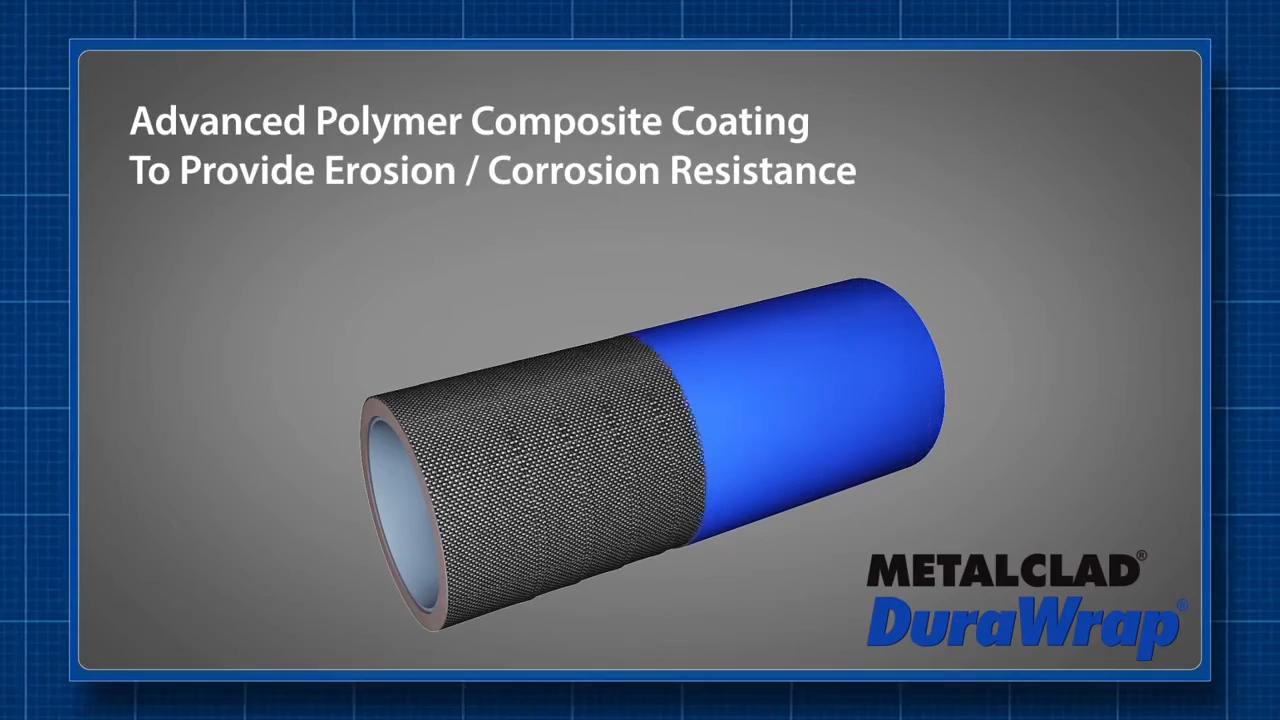 Advanced Polymer Composite Coating
To Provide Erosion / Corrosion Resistance
METALCLAD®
DuraWrap®